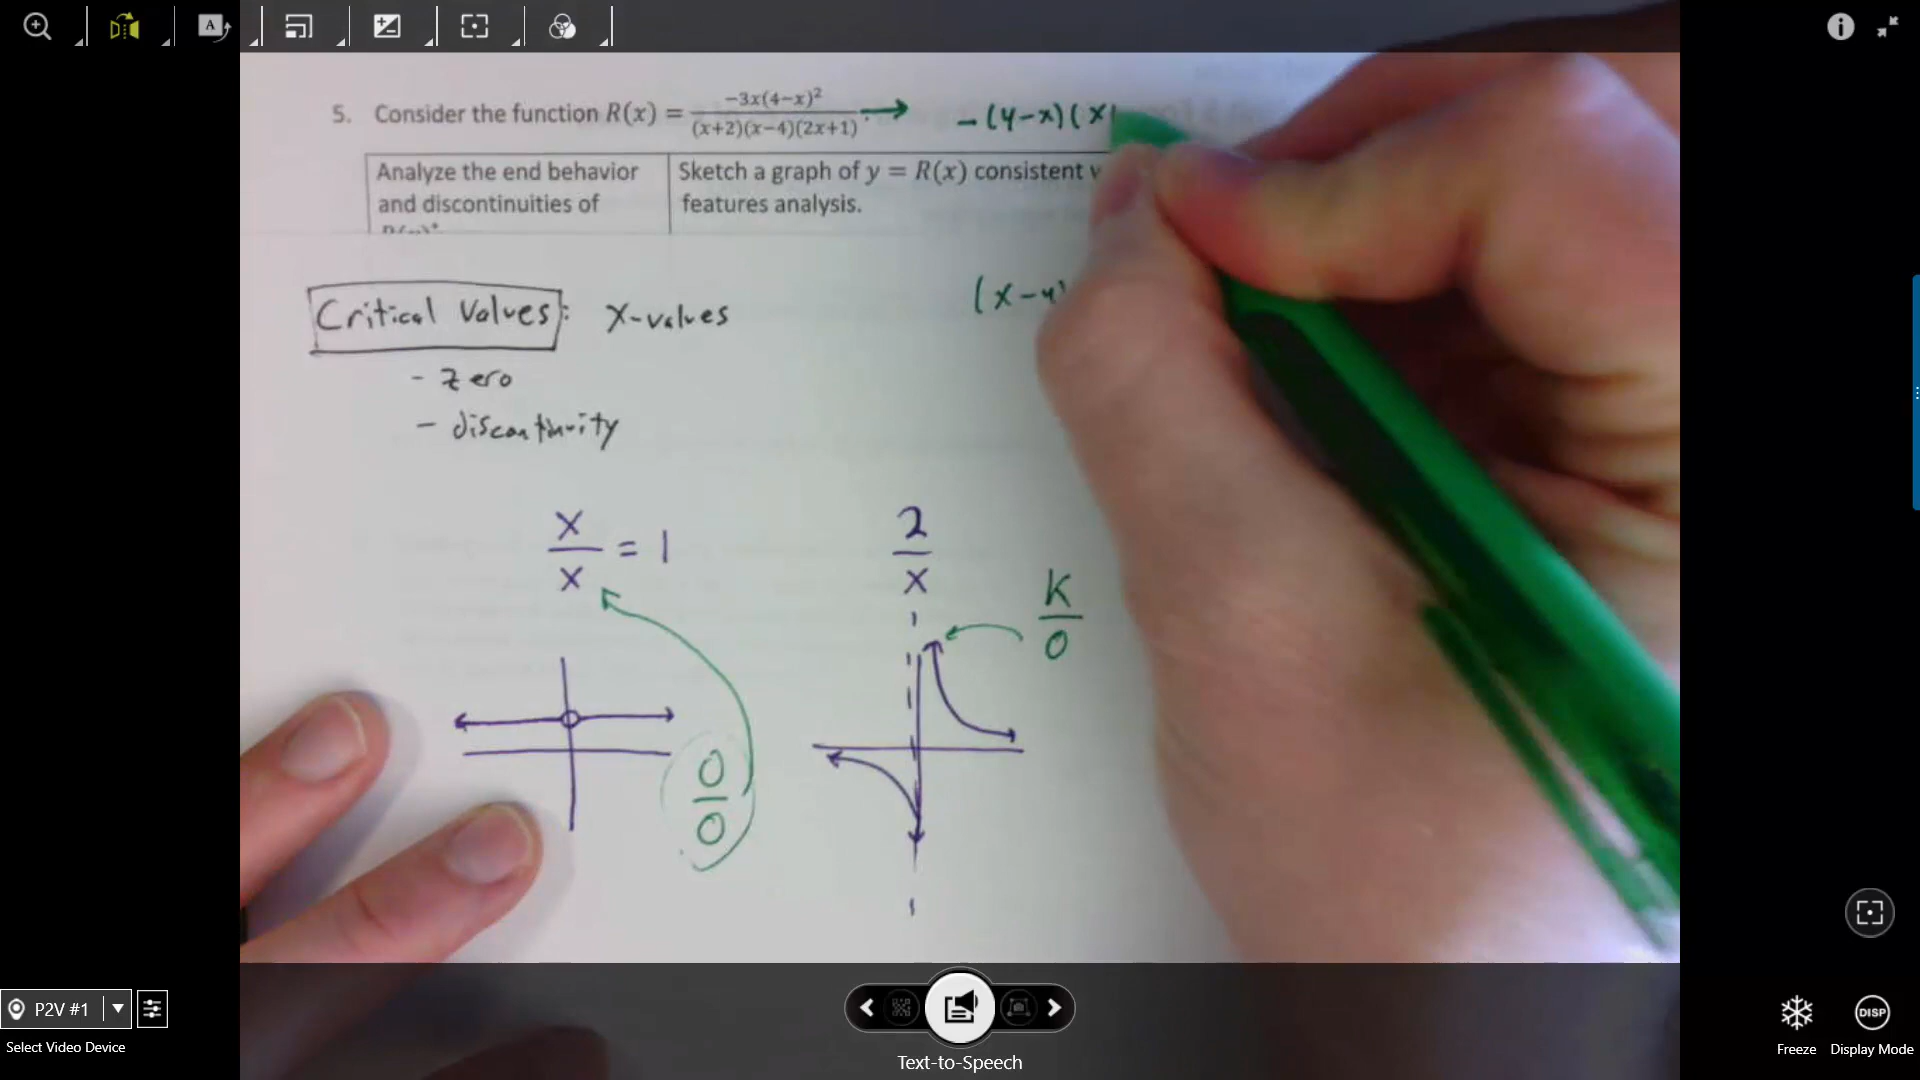 A
5. Consider the function R(x) = −3x(4−x)² / (x+2)(x−4)(2x+1) . → −(4−x)(x
Analyze the end behavior and discontinuities of
Sketch a graph of y = R(x) consistent
features analysis.
Critical Values: X-values
(x−4)
- zero
- discontinuity
x/x = 1
2/x
K/0
0/0
P2V #1
Select Video Device
Text-to-Speech
Freeze
DISP
Display Mode